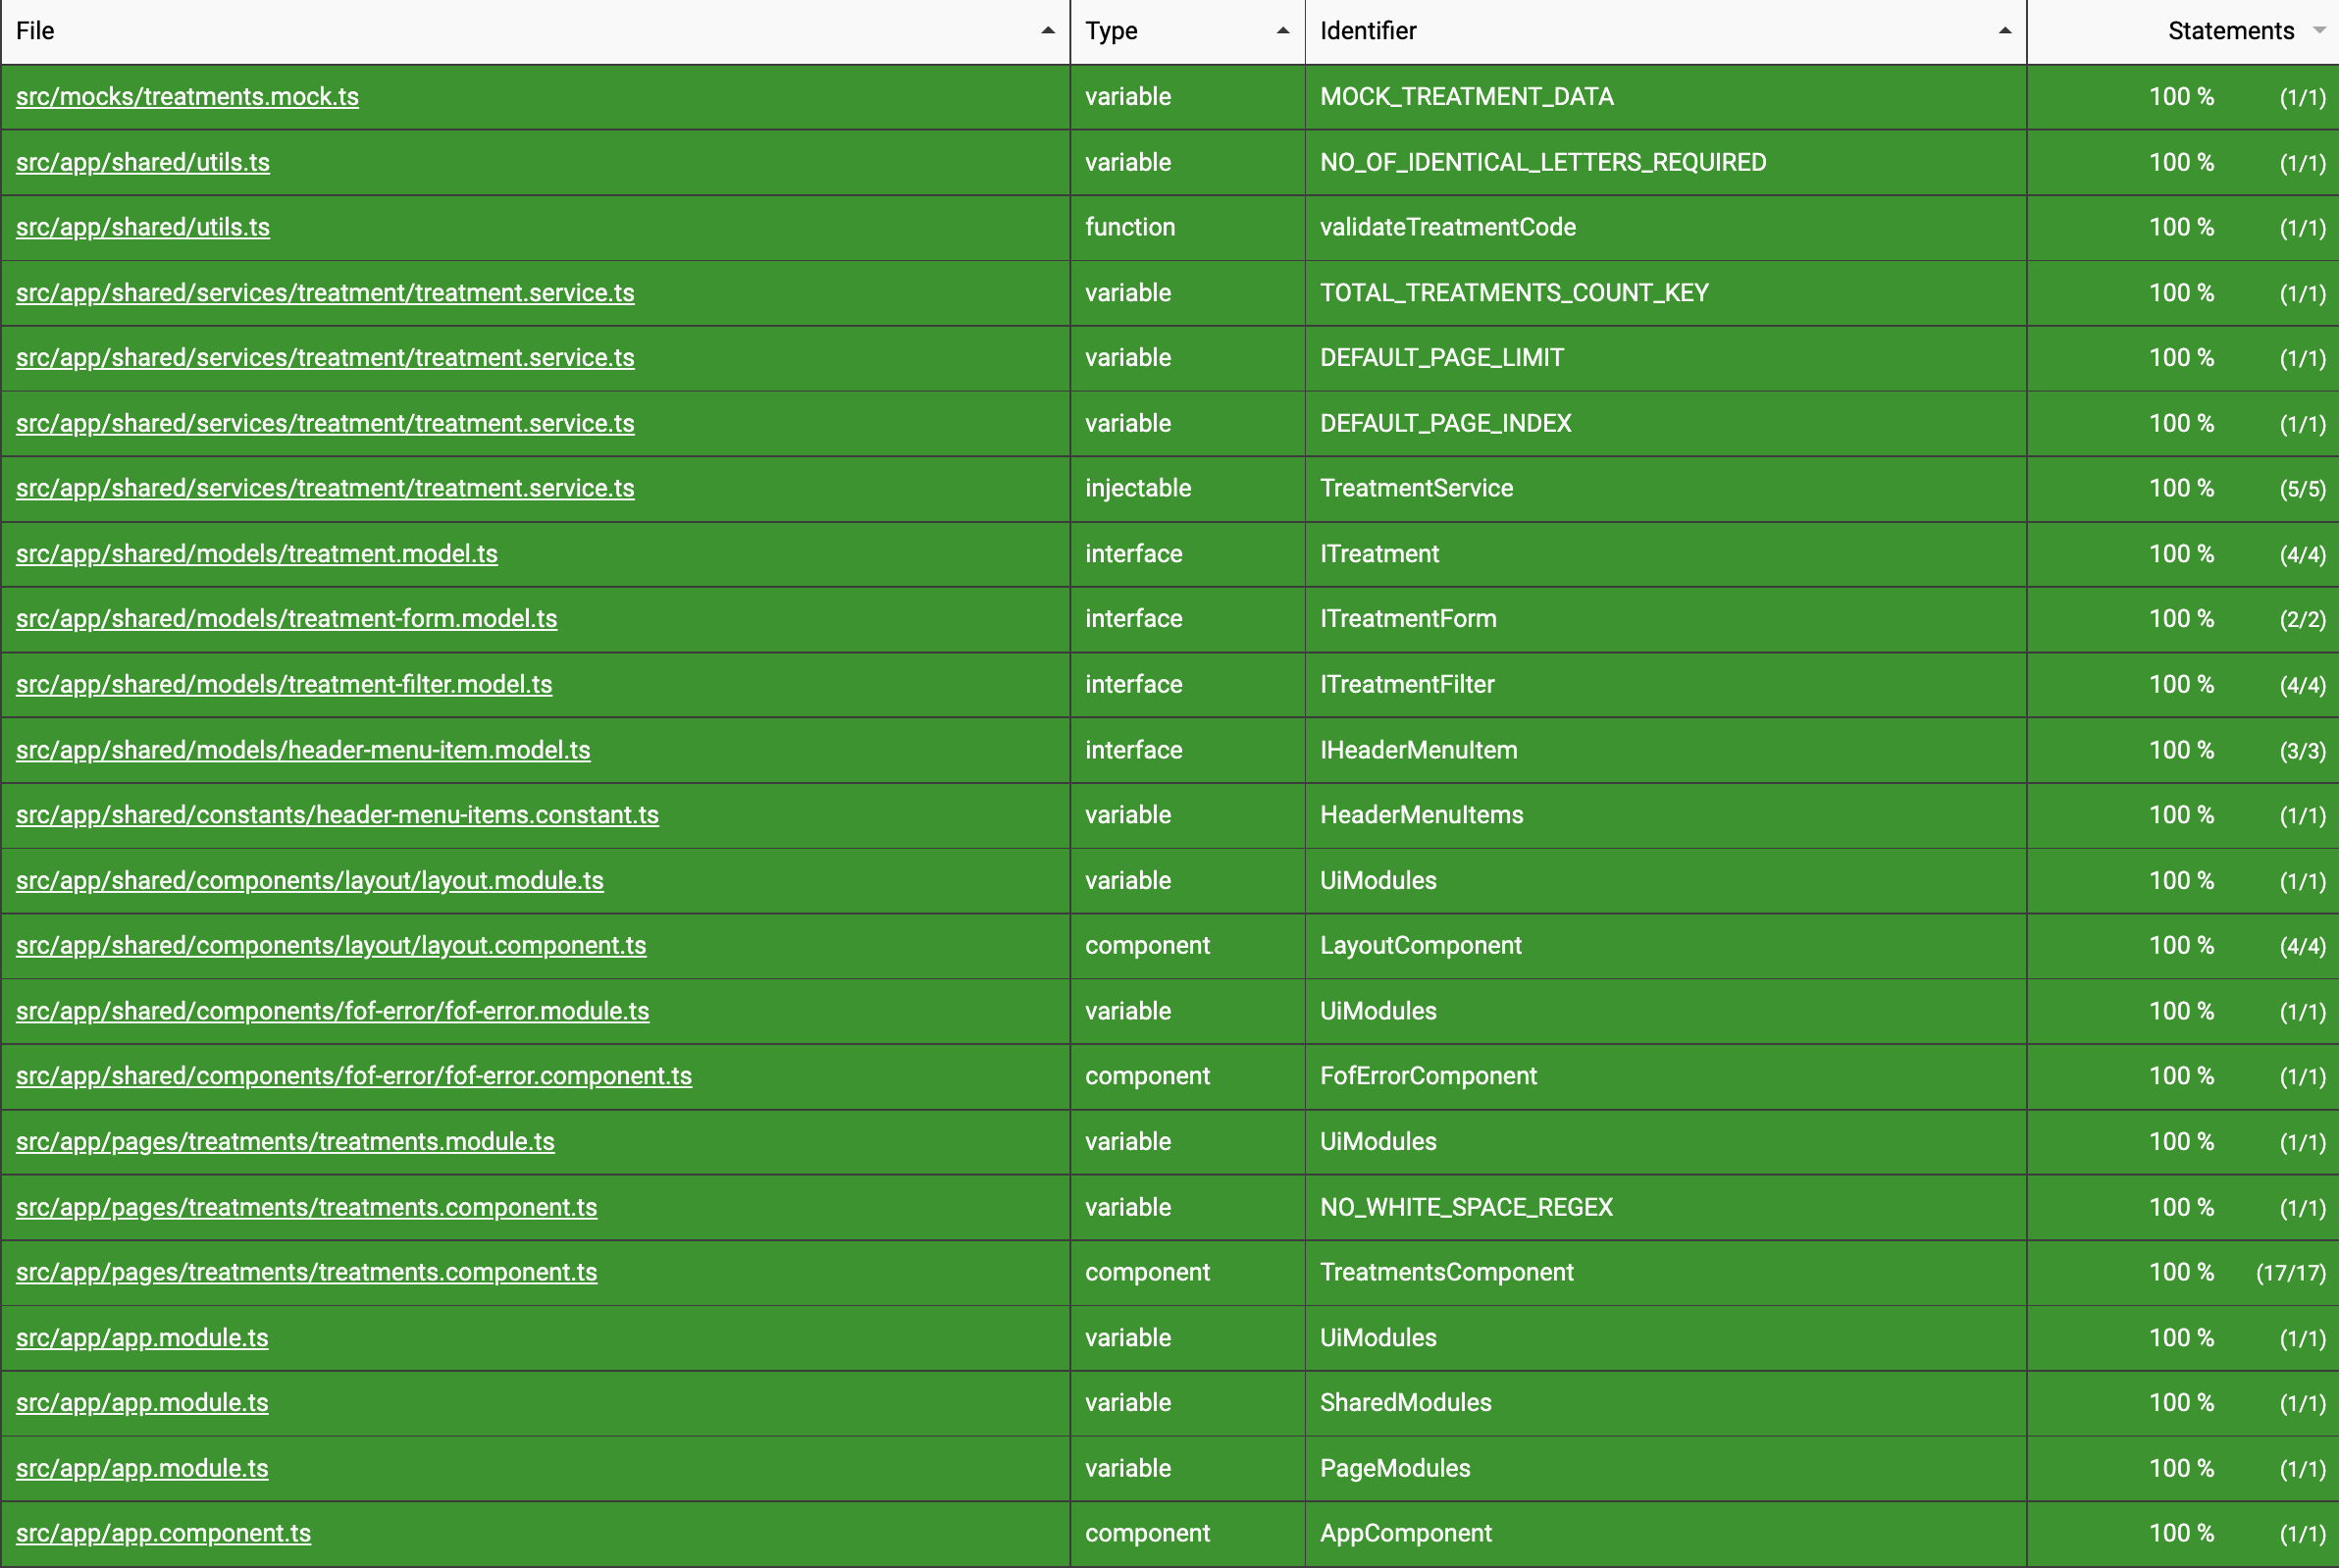 File Type Identifier Statements
src/mocks/treatments.mock.ts variable MOCK_TREATMENT_DATA 100 % (1/1)
src/app/shared/utils.ts variable NO_OF_IDENTICAL_LETTERS_REQUIRED 100 % (1/1)
src/app/shared/utils.ts function validateTreatmentCode 100 % (1/1)
src/app/shared/services/treatment/treatment.service.ts variable TOTAL_TREATMENTS_COUNT_KEY 100 % (1/1)
src/app/shared/services/treatment/treatment.service.ts variable DEFAULT_PAGE_LIMIT 100 % (1/1)
src/app/shared/services/treatment/treatment.service.ts variable DEFAULT_PAGE_INDEX 100 % (1/1)
src/app/shared/services/treatment/treatment.service.ts injectable TreatmentService 100 % (5/5)
src/app/shared/models/treatment.model.ts interface ITreatment 100 % (4/4)
src/app/shared/models/treatment-form.model.ts interface ITreatmentForm 100 % (2/2)
src/app/shared/models/treatment-filter.model.ts interface ITreatmentFilter 100 % (4/4)
src/app/shared/models/header-menu-item.model.ts interface IHeaderMenuItem 100 % (3/3)
src/app/shared/constants/header-menu-items.constant.ts variable HeaderMenuItems 100 % (1/1)
src/app/shared/components/layout/layout.module.ts variable UiModules 100 % (1/1)
src/app/shared/components/layout/layout.component.ts component LayoutComponent 100 % (4/4)
src/app/shared/components/fof-error/fof-error.module.ts variable UiModules 100 % (1/1)
src/app/shared/components/fof-error/fof-error.component.ts component FofErrorComponent 100 % (1/1)
src/app/pages/treatments/treatments.module.ts variable UiModules 100 % (1/1)
src/app/pages/treatments/treatments.component.ts variable NO_WHITE_SPACE_REGEX 100 % (1/1)
src/app/pages/treatments/treatments.component.ts component TreatmentsComponent 100 % (17/17)
src/app/app.module.ts variable UiModules 100 % (1/1)
src/app/app.module.ts variable SharedModules 100 % (1/1)
src/app/app.module.ts variable PageModules 100 % (1/1)
src/app/app.component.ts component AppComponent 100 % (1/1)